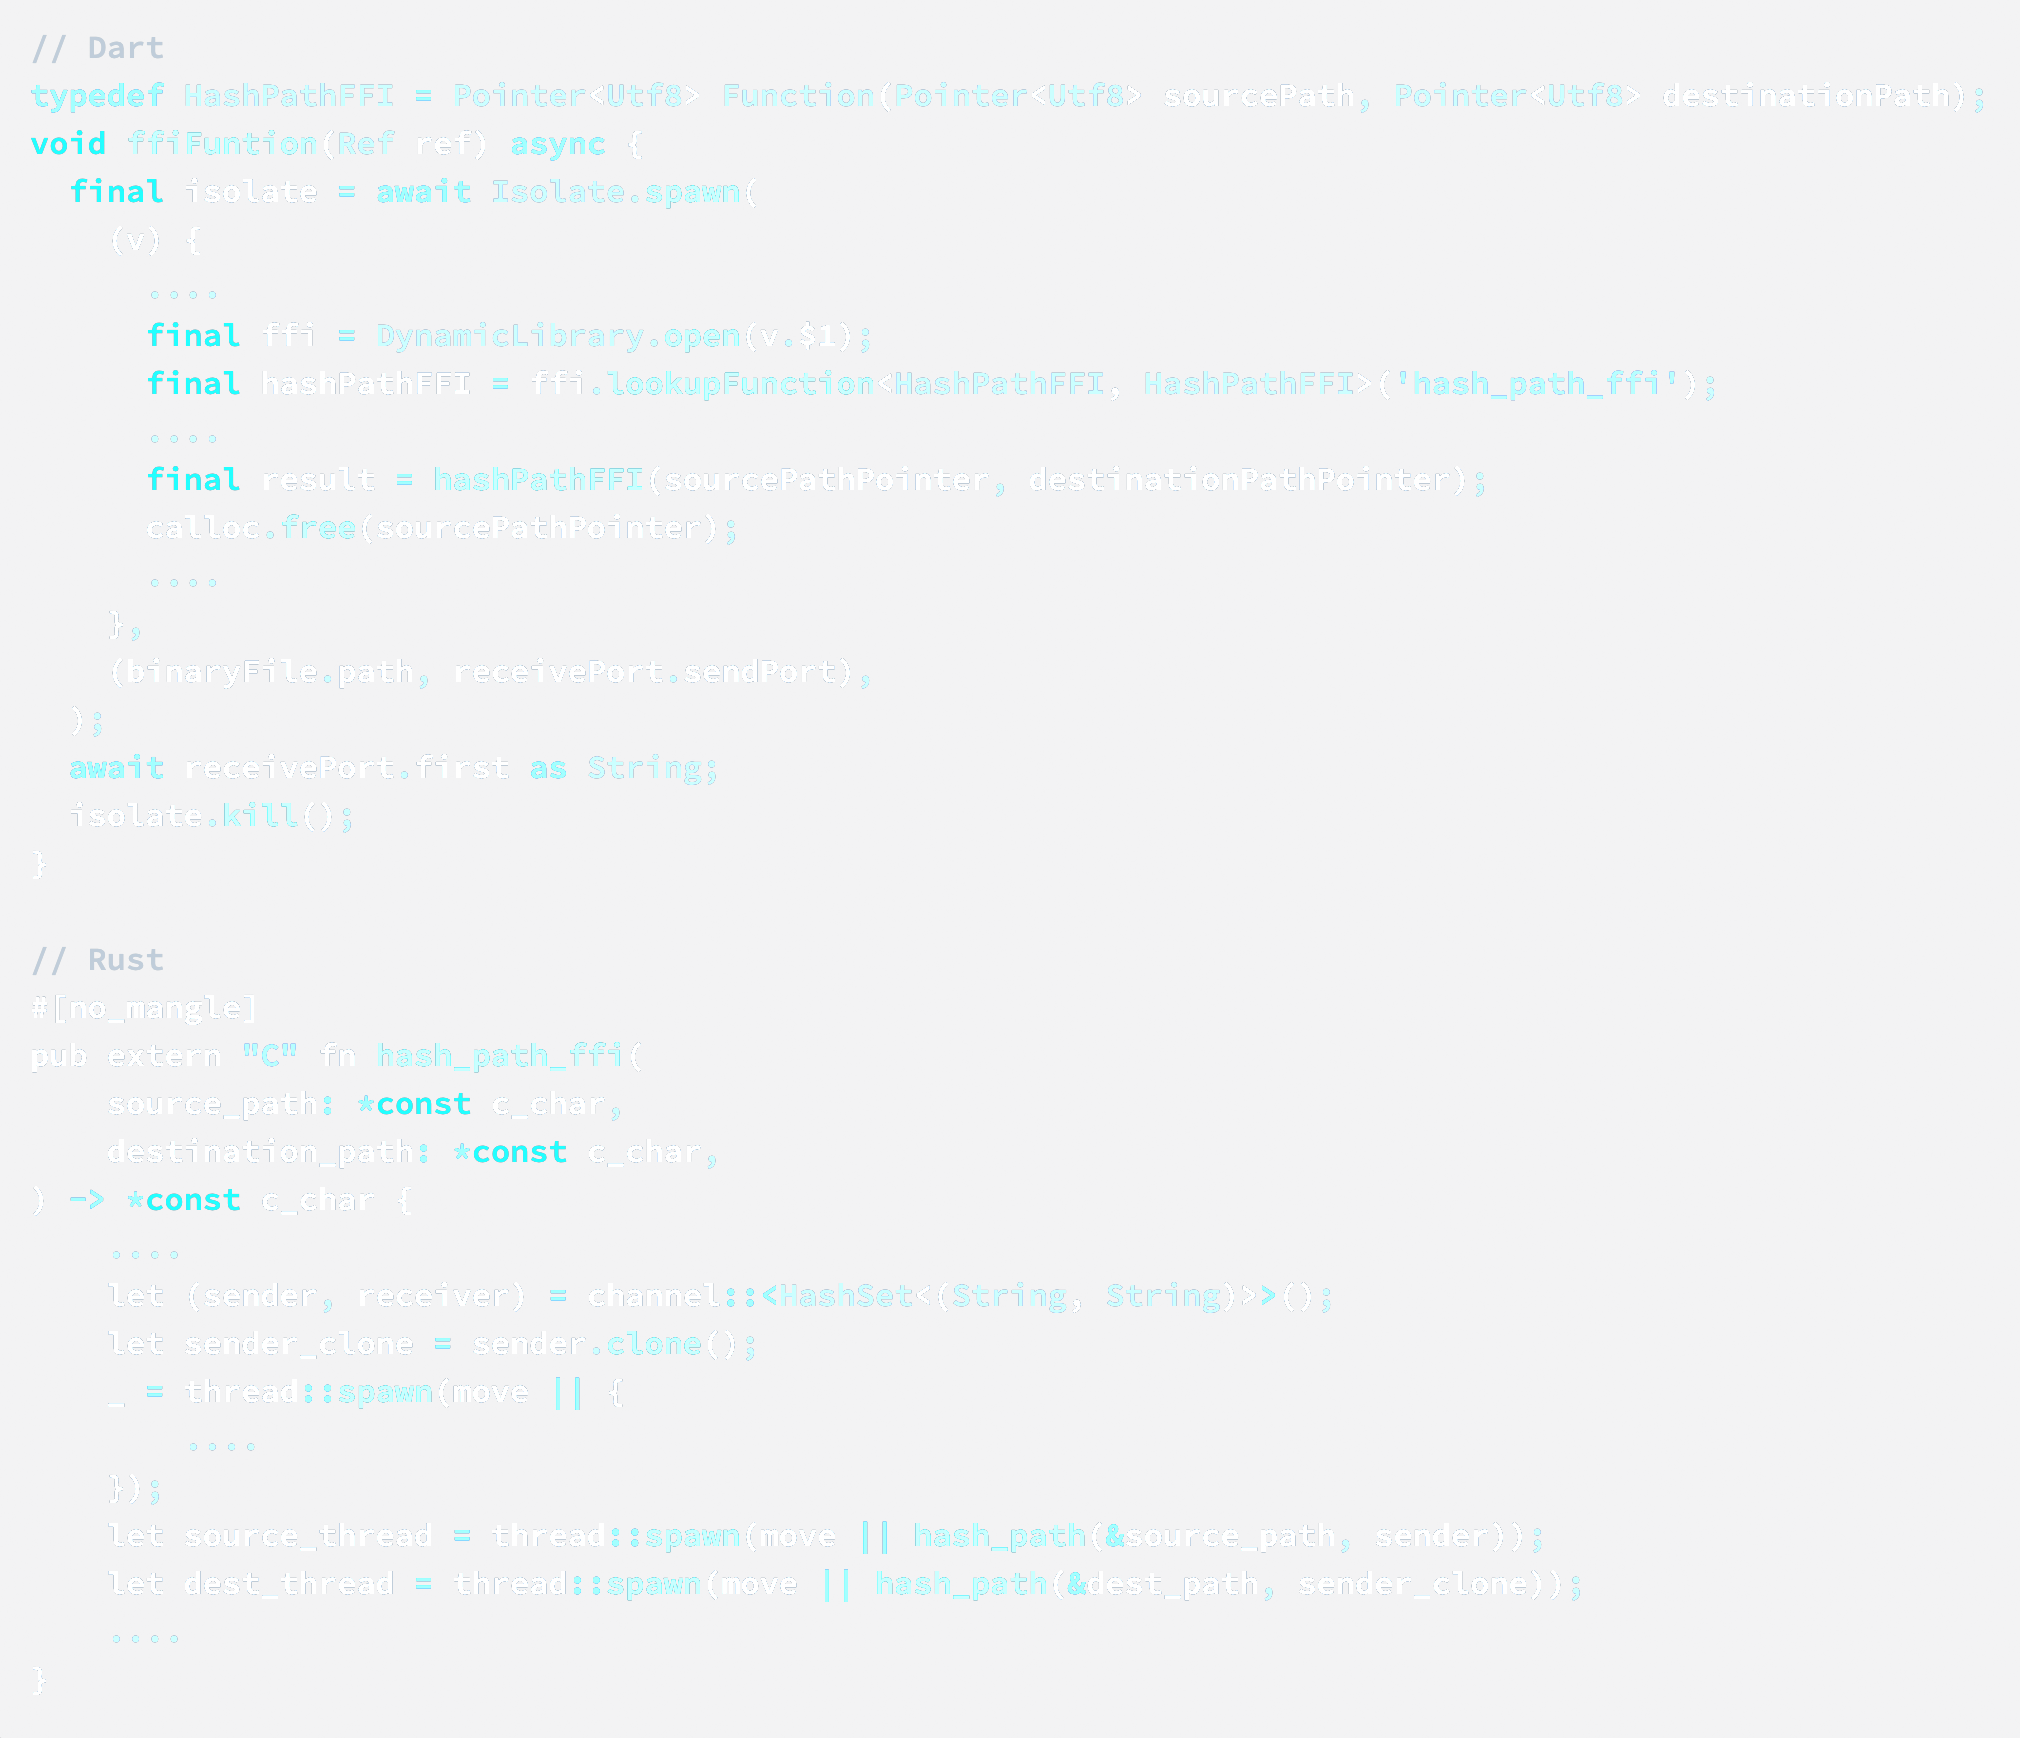 // Dart
typedef HashPathFFI = Pointer<Utf8> Function(Pointer<Utf8> sourcePath, Pointer<Utf8> destinationPath);
void ffiFuntion(Ref ref) async {
  final isolate = await Isolate.spawn(
    (v) {
      ....
      final ffi = DynamicLibrary.open(v.$1);
      final hashPathFFI = ffi.lookupFunction<HashPathFFI, HashPathFFI>('hash_path_ffi');
      ....
      final result = hashPathFFI(sourcePathPointer, destinationPathPointer);
      calloc.free(sourcePathPointer);
      ....
    },
    (binaryFile.path, receivePort.sendPort),
  );
  await receivePort.first as String;
  isolate.kill();
}

// Rust
#[no_mangle]
pub extern "C" fn hash_path_ffi(
    source_path: *const c_char,
    destination_path: *const c_char,
) -> *const c_char {
    ....
    let (sender, receiver) = channel::<HashSet<(String, String)>>();
    let sender_clone = sender.clone();
    _ = thread::spawn(move || {
        ....
    });
    let source_thread = thread::spawn(move || hash_path(&source_path, sender));
    let dest_thread = thread::spawn(move || hash_path(&dest_path, sender_clone));
    ....
}